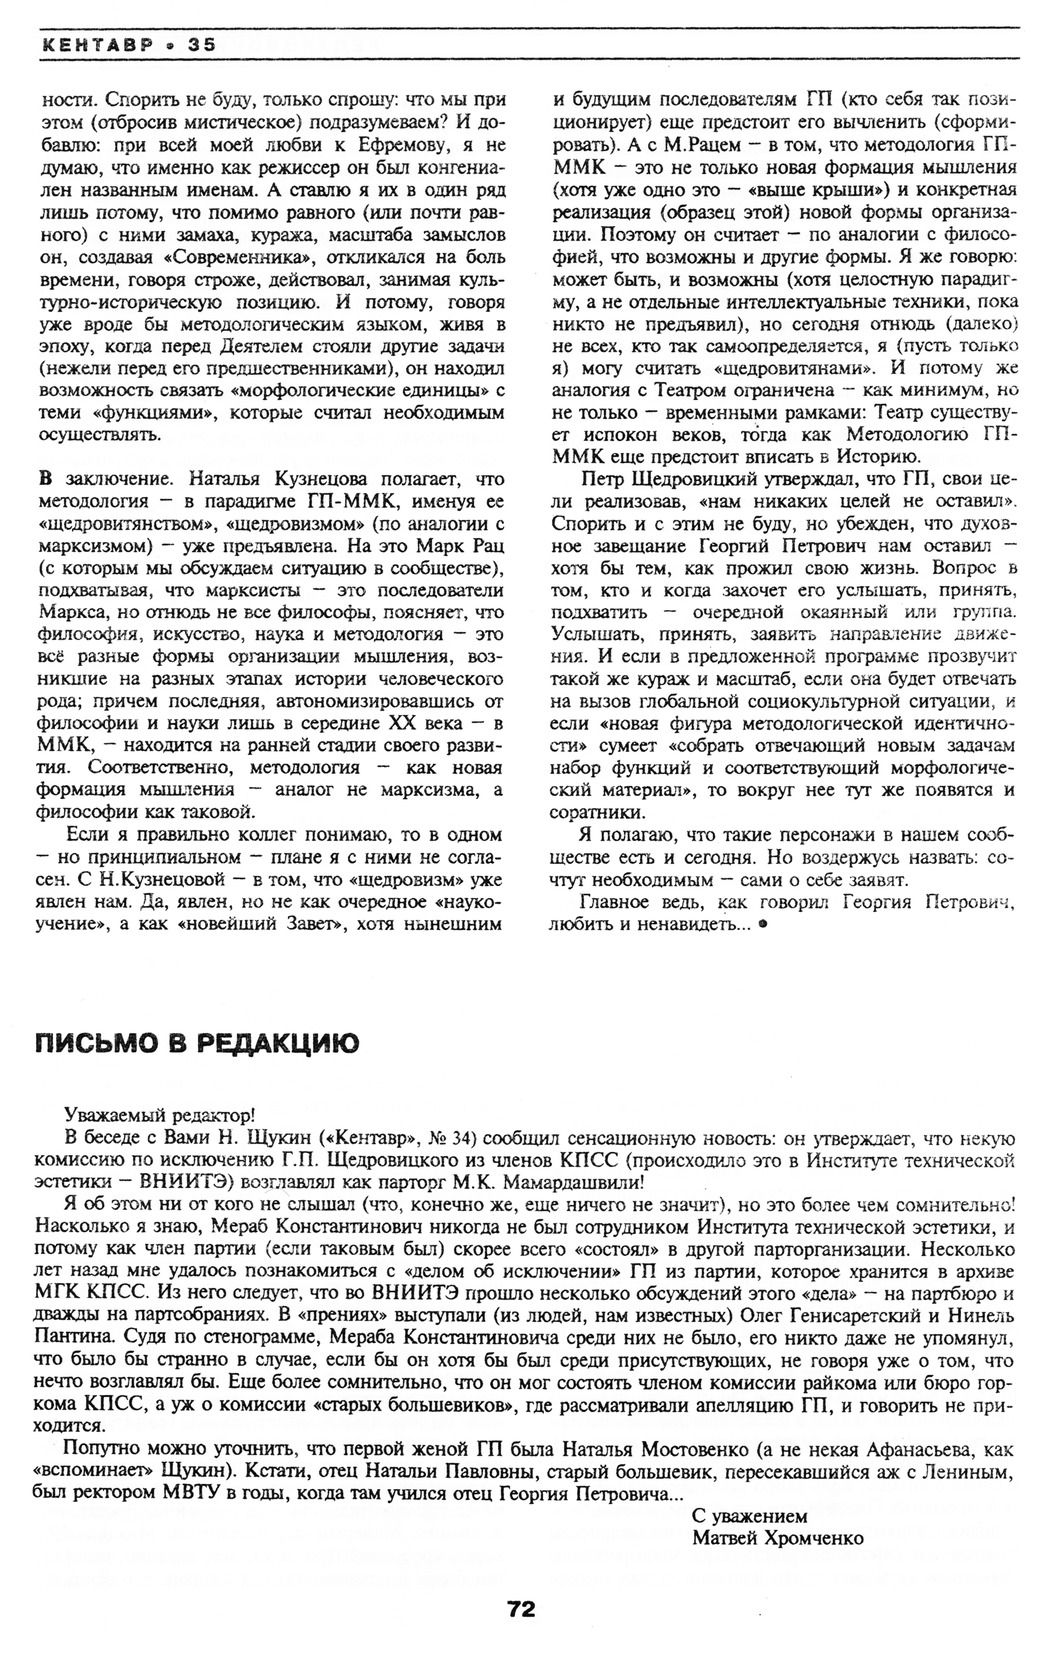 КЕНТАВР • 35
ности. Спорить не буду, только спрошу: что мы при
этом (отбросив мистическое) подразумеваем? И до-
бавлю: при всей моей любви к Ефремову, я не
думаю, что именно как режиссер он был конгениа-
лен названным именам. А ставлю я их в один ряд
лишь потому, что помимо равного (или почти рав-
ного) с ними замаха, куража, масштаба замыслов
он, создавая «Современника», откликался на боль
времени, говоря строже, действовал, занимая куль-
турно-историческую позицию. И потому, говоря
уже вроде бы методологическим языком, живя в
эпоху, когда перед Деятелем стояли другие задачи
(нежели перед его предшественниками), он находил
возможность связать «морфологические единицы» с
теми «функциями», которые считал необходимым
осуществлять.
В заключение. Наталья Кузнецова полагает, что
методология — в парадигме ГП-ММК, именуя ее
«щедровитянством», «щедровизмом» (по аналогии с
марксизмом) — уже предъявлена. На это Марк Рац
(с которым мы обсуждаем ситуацию в сообществе),
подхватывая, что марксисты — это последователи
Маркса, но отнюдь не все философы, поясняет, что
философия, искусство, наука и методология — это
всё разные формы организации мышления, воз-
никшие на разных этапах истории человеческого
рода; причем последняя, автономизировавшись от
философии и науки лишь в середине XX века — в
ММК, — находится на ранней стадии своего разви-
тия. Соответственно, методология — как новая
формация мышления — аналог не марксизма, а
философии как таковой.
Если я правильно коллег понимаю, то в одном
— но принципиальном — плане я с ними не согла-
сен. С Н.Кузнецовой — в том, что «щедровизм» уже
явлен нам. Да, явлен, но не как очередное «науко-
учение», а как «новейший Завет», хотя нынешним
и будущим последователям ГП (кто себя так пози-
ционирует) еще предстоит его вычленить (сформи-
ровать). А с М.Рацем — в том, что методология ГП-
ММК — это не только новая формация мышления
(хотя уже одно это — «выше крыши») и конкретная
реализация (образец этой) новой формы организа-
ции. Поэтому он считает — по аналогии с филосо-
фией, что возможны и другие формы. Я же говорю:
может быть, и возможны (хотя целостную парадиг-
му, а не отдельные интеллектуальные техники, пока
никто не предъявил), но сегодня отнюдь (далеко)
не всех, кто так самоопределяется, я (пусть только
я) могу считать «щедровитянами». И потому же
аналогия с Театром ограничена — как минимум, но
не только — временными рамками: Театр существу-
ет испокон веков, тогда как Методологию ГП-
ММК еще предстоит вписать в Историю.
Петр Щедровицкий утверждал, что ГП, свои це-
ли реализовав, «нам никаких целей не оставил».
Спорить и с этим не буду, но убежден, что духов-
ное завещание Георгий Петрович нам оставил —
хотя бы тем, как прожил свою жизнь. Вопрос в
том, кто и когда захочет его услышать, принять,
подхватить — очередной окаянный или группа.
Услышать, принять, заявить направление движе-
ния. И если в предложенной программе прозвучит
такой же кураж и масштаб, если она будет отвечать
на вызов глобальной социокультурной ситуации, и
если «новая фигура методологической идентично-
сти» сумеет «собрать отвечающий новым задачам
набор функций и соответствующий морфологиче-
ский материал», то вокруг нее тут же появятся и
соратники.
Я полагаю, что такие персонажи в нашем сооб-
ществе есть и сегодня. Но воздержусь назвать: со-
чтут необходимым — сами о себе заявят.
Главное ведь, как говорил Георгия Петрович,
любить и ненавидеть... •
ПИСЬМО В РЕДАКЦИЮ
Уважаемый редактор!
В беседе с Вами Н. Щукин («Кентавр», № 34) сообщил сенсационную новость: он утверждает, что некую
комиссию по исключению Г.П. Щедровицкого из членов КПСС (происходило это в Институте технической
эстетики — ВНИИТЭ) возглавлял как парторг М.К. Мамардашвили!
Я об этом ни от кого не слышал (что, конечно же, еще ничего не значит), но это более чем сомнительно!
Насколько я знаю, Мераб Константинович никогда не был сотрудником Института технической эстетики, и
потому как член партии (если таковым был) скорее всего «состоял» в другой парторганизации. Несколько
лет назад мне удалось познакомиться с «делом об исключении» ГП из партии, которое хранится в архиве
МГК КПСС. Из него следует, что во ВНИИТЭ прошло несколько обсуждений этого «дела» — на партбюро и
дважды на партсобраниях. В «прениях» выступали (из людей, нам известных) Олег Генисаретский и Нинель
Пантина. Судя по стенограмме, Мераба Константиновича среди них не было, его никто даже не упомянул,
что было бы странно в случае, если бы он хотя бы был среди присутствующих, не говоря уже о том, что
нечто возглавлял бы. Еще более сомнительно, что он мог состоять членом комиссии райкома или бюро гор-
кома КПСС, а уж о комиссии «старых большевиков», где рассматривали апелляцию ГП, и говорить не при-
ходится.
Попутно можно уточнить, что первой женой ГП была Наталья Мостовенко (а не некая Афанасьева, как
«вспоминает» Щукин). Кстати, отец Натальи Павловны, старый большевик, пересекавшийся аж с Лениным,
был ректором МВТУ в годы, когда там учился отец Георгия Петровича...
С уважением
Матвей Хромченко
72